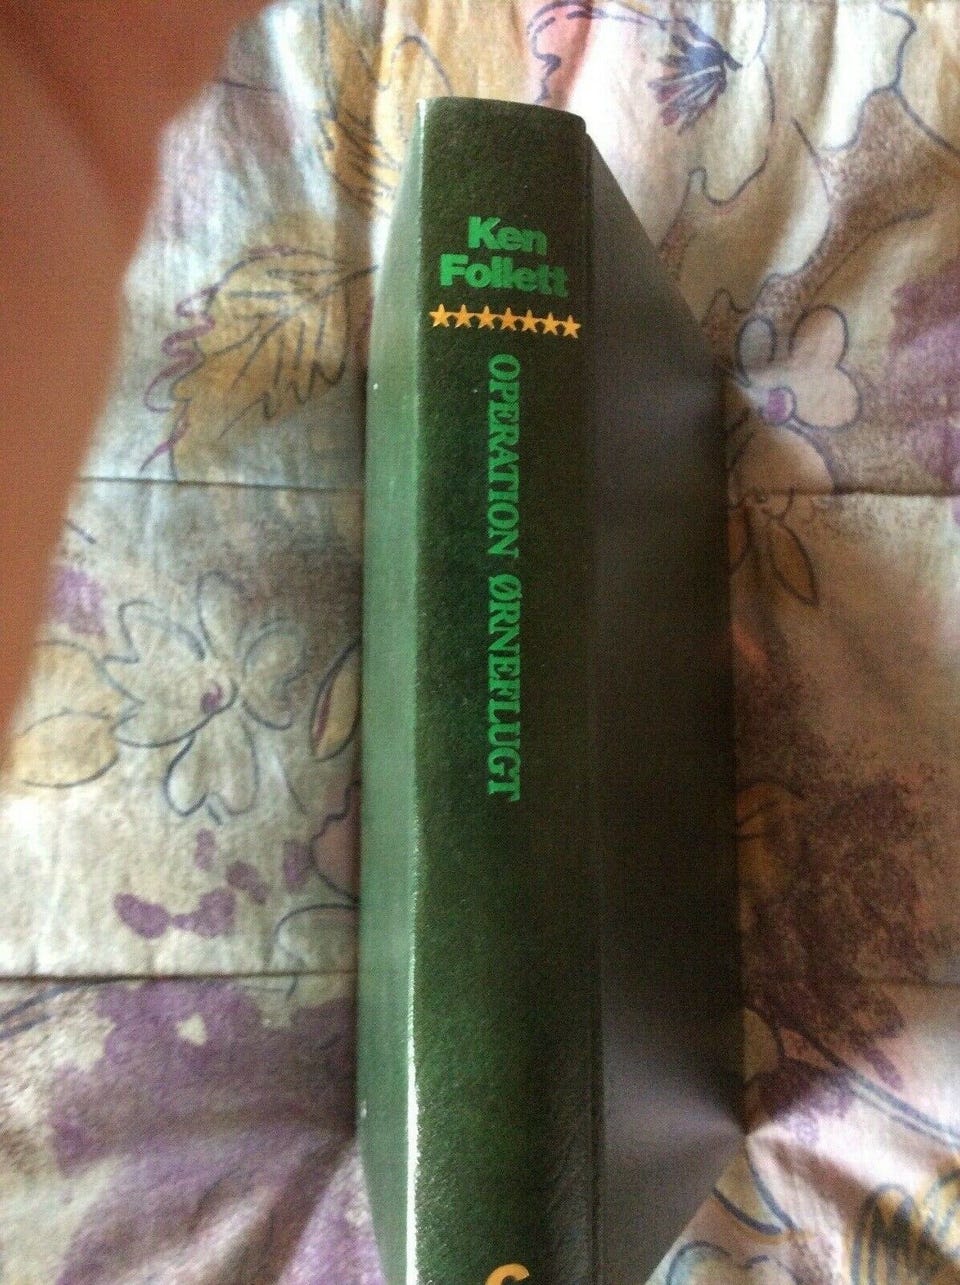 Ken
Follett
OPERATION ØRNEFLUGT